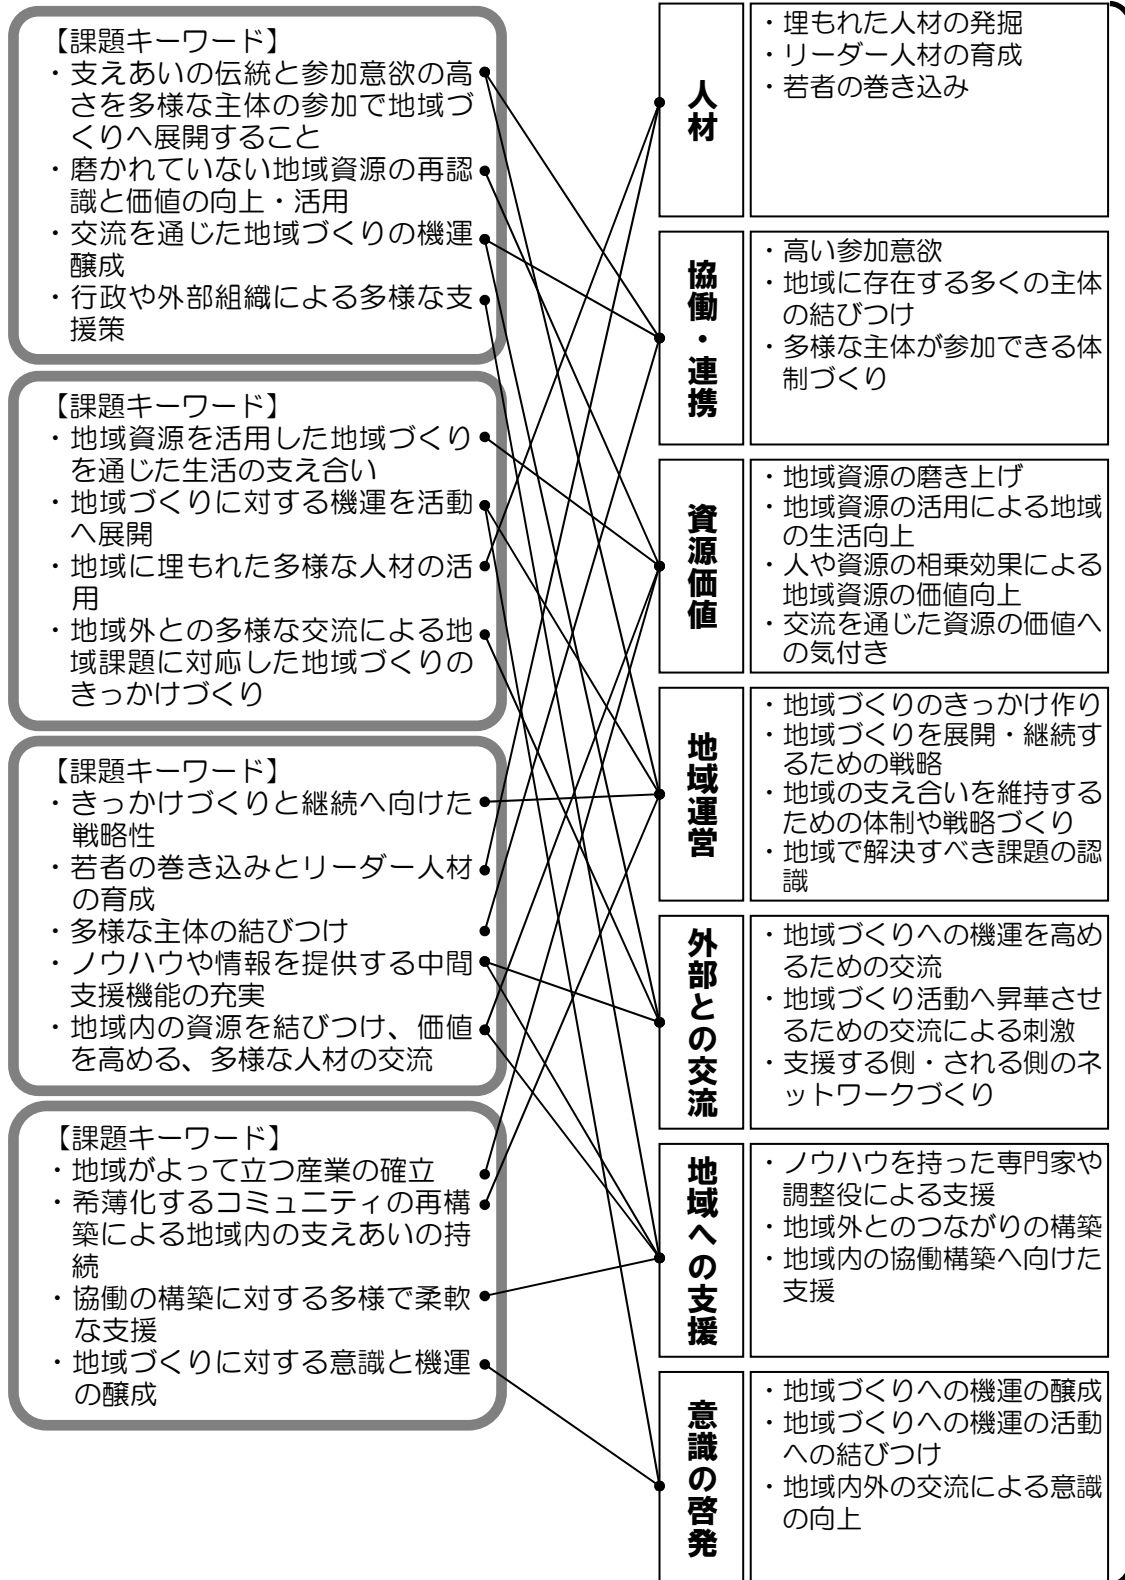 【課題キーワード】
・支えあいの伝統と参加意欲の高
さを多様な主体の参加で地域づ
くりへ展開すること
・磨かれていない地域資源の再認
識と価値の向上・活用
・交流を通じた地域づくりの機運
醸成
・行政や外部組織による多様な支
援策
【課題キーワード】
・地域資源を活用した地域づくり
を通じた生活の支え合い
・地域づくりに対する機運を活動
へ展開
・地域に埋もれた多様な人材の活
用
・地域外との多様な交流による地
域課題に対応した地域づくりの
きっかけづくり
【課題キーワード】
・きっかけづくりと継続へ向けた
戦略性
・若者の巻き込みとリーダー人材
の育成
・多様な主体の結びつけ
・ノウハウや情報を提供する中間
支援機能の充実
・地域内の資源を結びつけ、価値
を高める、多様な人材の交流
【課題キーワード】
・地域がよって立つ産業の確立
・希薄化するコミュニティの再構
築による地域内の支えあいの持
続
・協働の構築に対する多様で柔軟
な支援
・地域づくりに対する意識と機運
の醸成
人材
・埋もれた人材の発掘
・リーダー人材の育成
・若者の巻き込み
協働・連携
・高い参加意欲
・地域に存在する多くの主体
の結びつけ
・多様な主体が参加できる体
制づくり
資源価値
・地域資源の磨き上げ
・地域資源の活用による地域
の生活向上
・人や資源の相乗効果による
地域資源の価値向上
・交流を通じた資源の価値へ
の気付き
地域運営
・地域づくりのきっかけ作り
・地域づくりを展開・継続す
るための戦略
・地域の支え合いを維持する
ための体制や戦略づくり
・地域で解決すべき課題の認
識
外部との交流
・地域づくりへの機運を高め
るための交流
・地域づくり活動へ昇華させ
るための交流による刺激
・支援する側・される側のネ
ットワークづくり
地域への支援
・ノウハウを持った専門家や
調整役による支援
・地域外とのつながりの構築
・地域内の協働構築へ向けた
支援
意識の啓発
・地域づくりへの機運の醸成
・地域づくりへの機運の活動
への結びつけ
・地域内外の交流による意識
の向上